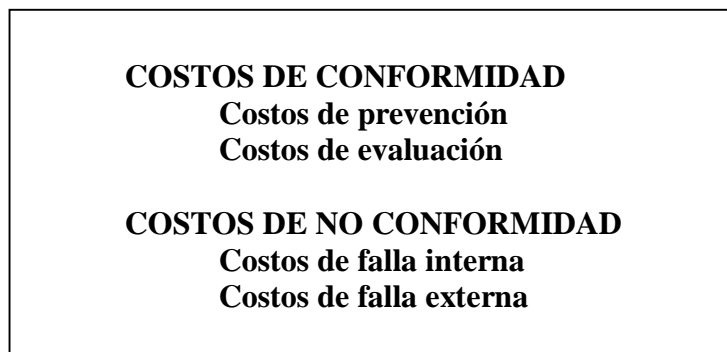 COSTOS DE CONFORMIDAD
Costos de prevención
Costos de evaluación
COSTOS DE NO CONFORMIDAD
Costos de falla interna
Costos de falla externa